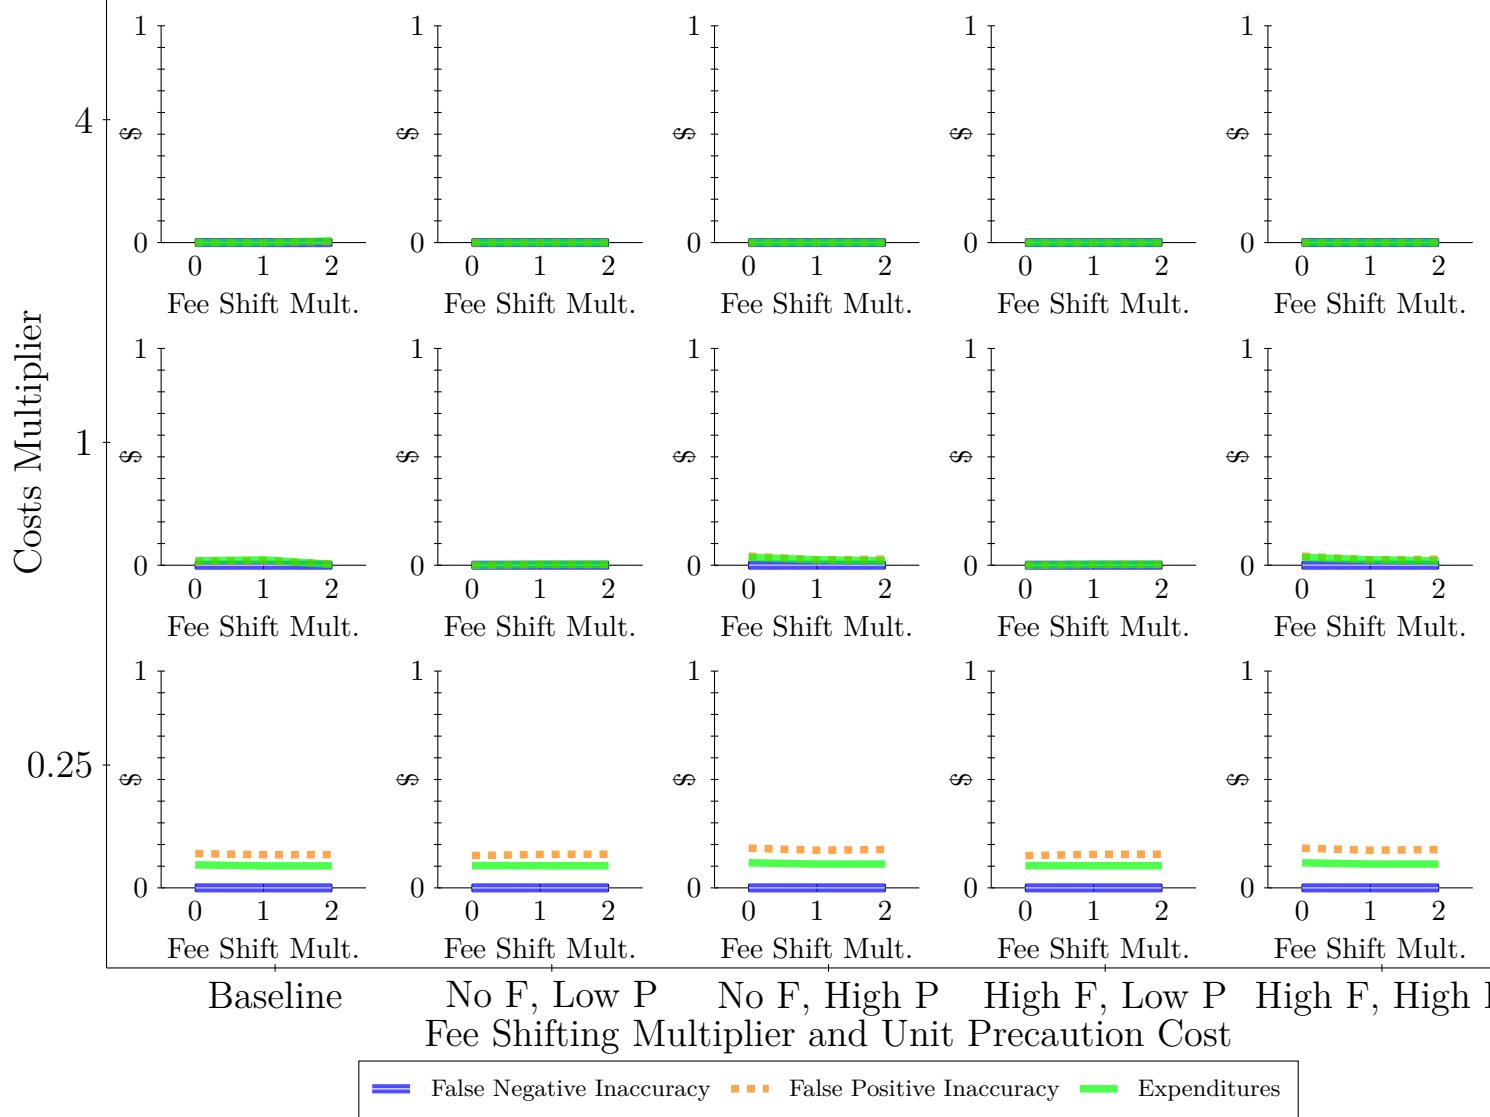 Costs Multiplier
4
1
0
$
0 1 2
Fee Shift Mult.
1
0
$
0 1 2
Fee Shift Mult.
1
0
$
0 1 2
Fee Shift Mult.
1
0
$
0 1 2
Fee Shift Mult.
1
0
$
0 1 2
Fee Shift Mult.
1
1
0
$
0 1 2
Fee Shift Mult.
1
0
$
0 1 2
Fee Shift Mult.
1
0
$
0 1 2
Fee Shift Mult.
1
0
$
0 1 2
Fee Shift Mult.
1
0
$
0 1 2
Fee Shift Mult.
0.25
1
0
$
0 1 2
Fee Shift Mult.
1
0
$
0 1 2
Fee Shift Mult.
1
0
$
0 1 2
Fee Shift Mult.
1
0
$
0 1 2
Fee Shift Mult.
1
0
$
0 1 2
Fee Shift Mult.
Baseline
No F, Low P
No F, High P
High F, Low P
High F, High
Fee Shifting Multiplier and Unit Precaution Cost
False Negative Inaccuracy
False Positive Inaccuracy
Expenditures